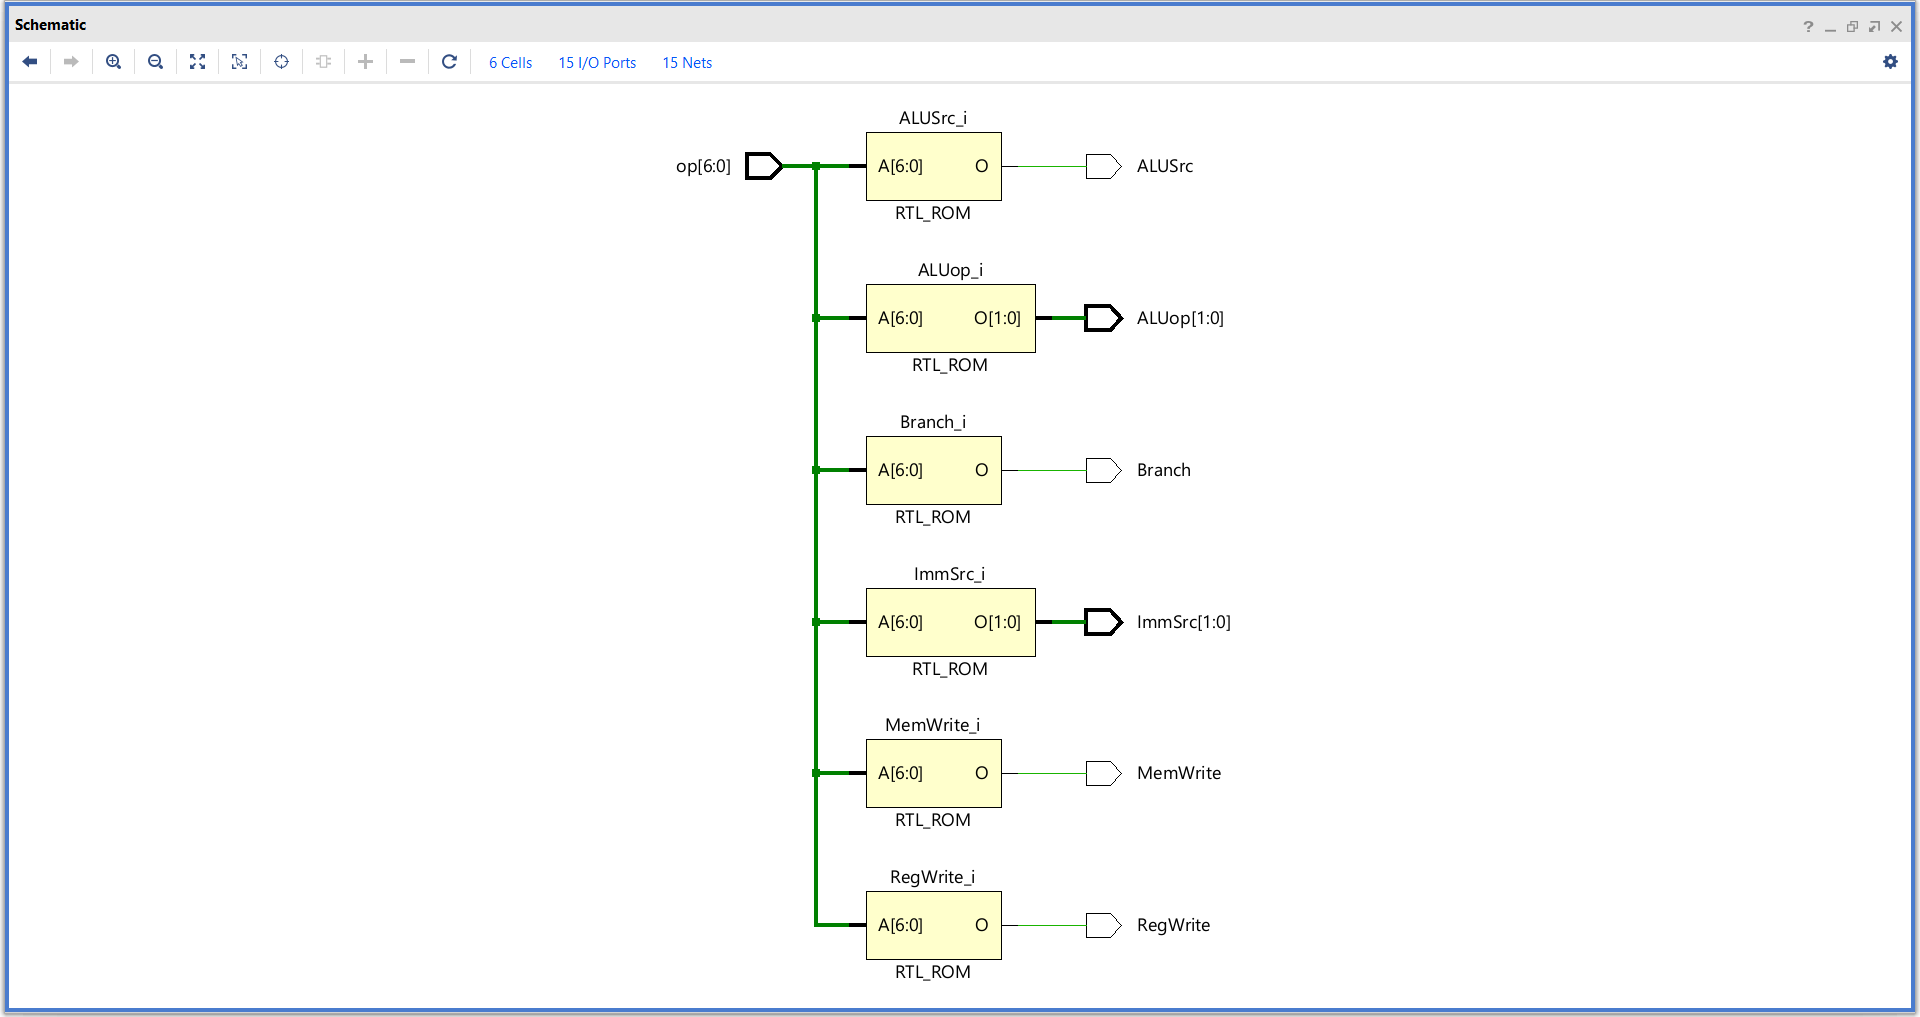 Schematic
?
6 Cells 15 I/O Ports 15 Nets
ALUSrc_i
op[6:0] A[6:0] O ALUSrc
RTL_ROM
ALUop_i
A[6:0] O[1:0] ALUop[1:0]
RTL_ROM
Branch_i
A[6:0] O Branch
RTL_ROM
ImmSrc_i
A[6:0] O[1:0] ImmSrc[1:0]
RTL_ROM
MemWrite_i
A[6:0] O MemWrite
RTL_ROM
RegWrite_i
A[6:0] O RegWrite
RTL_ROM